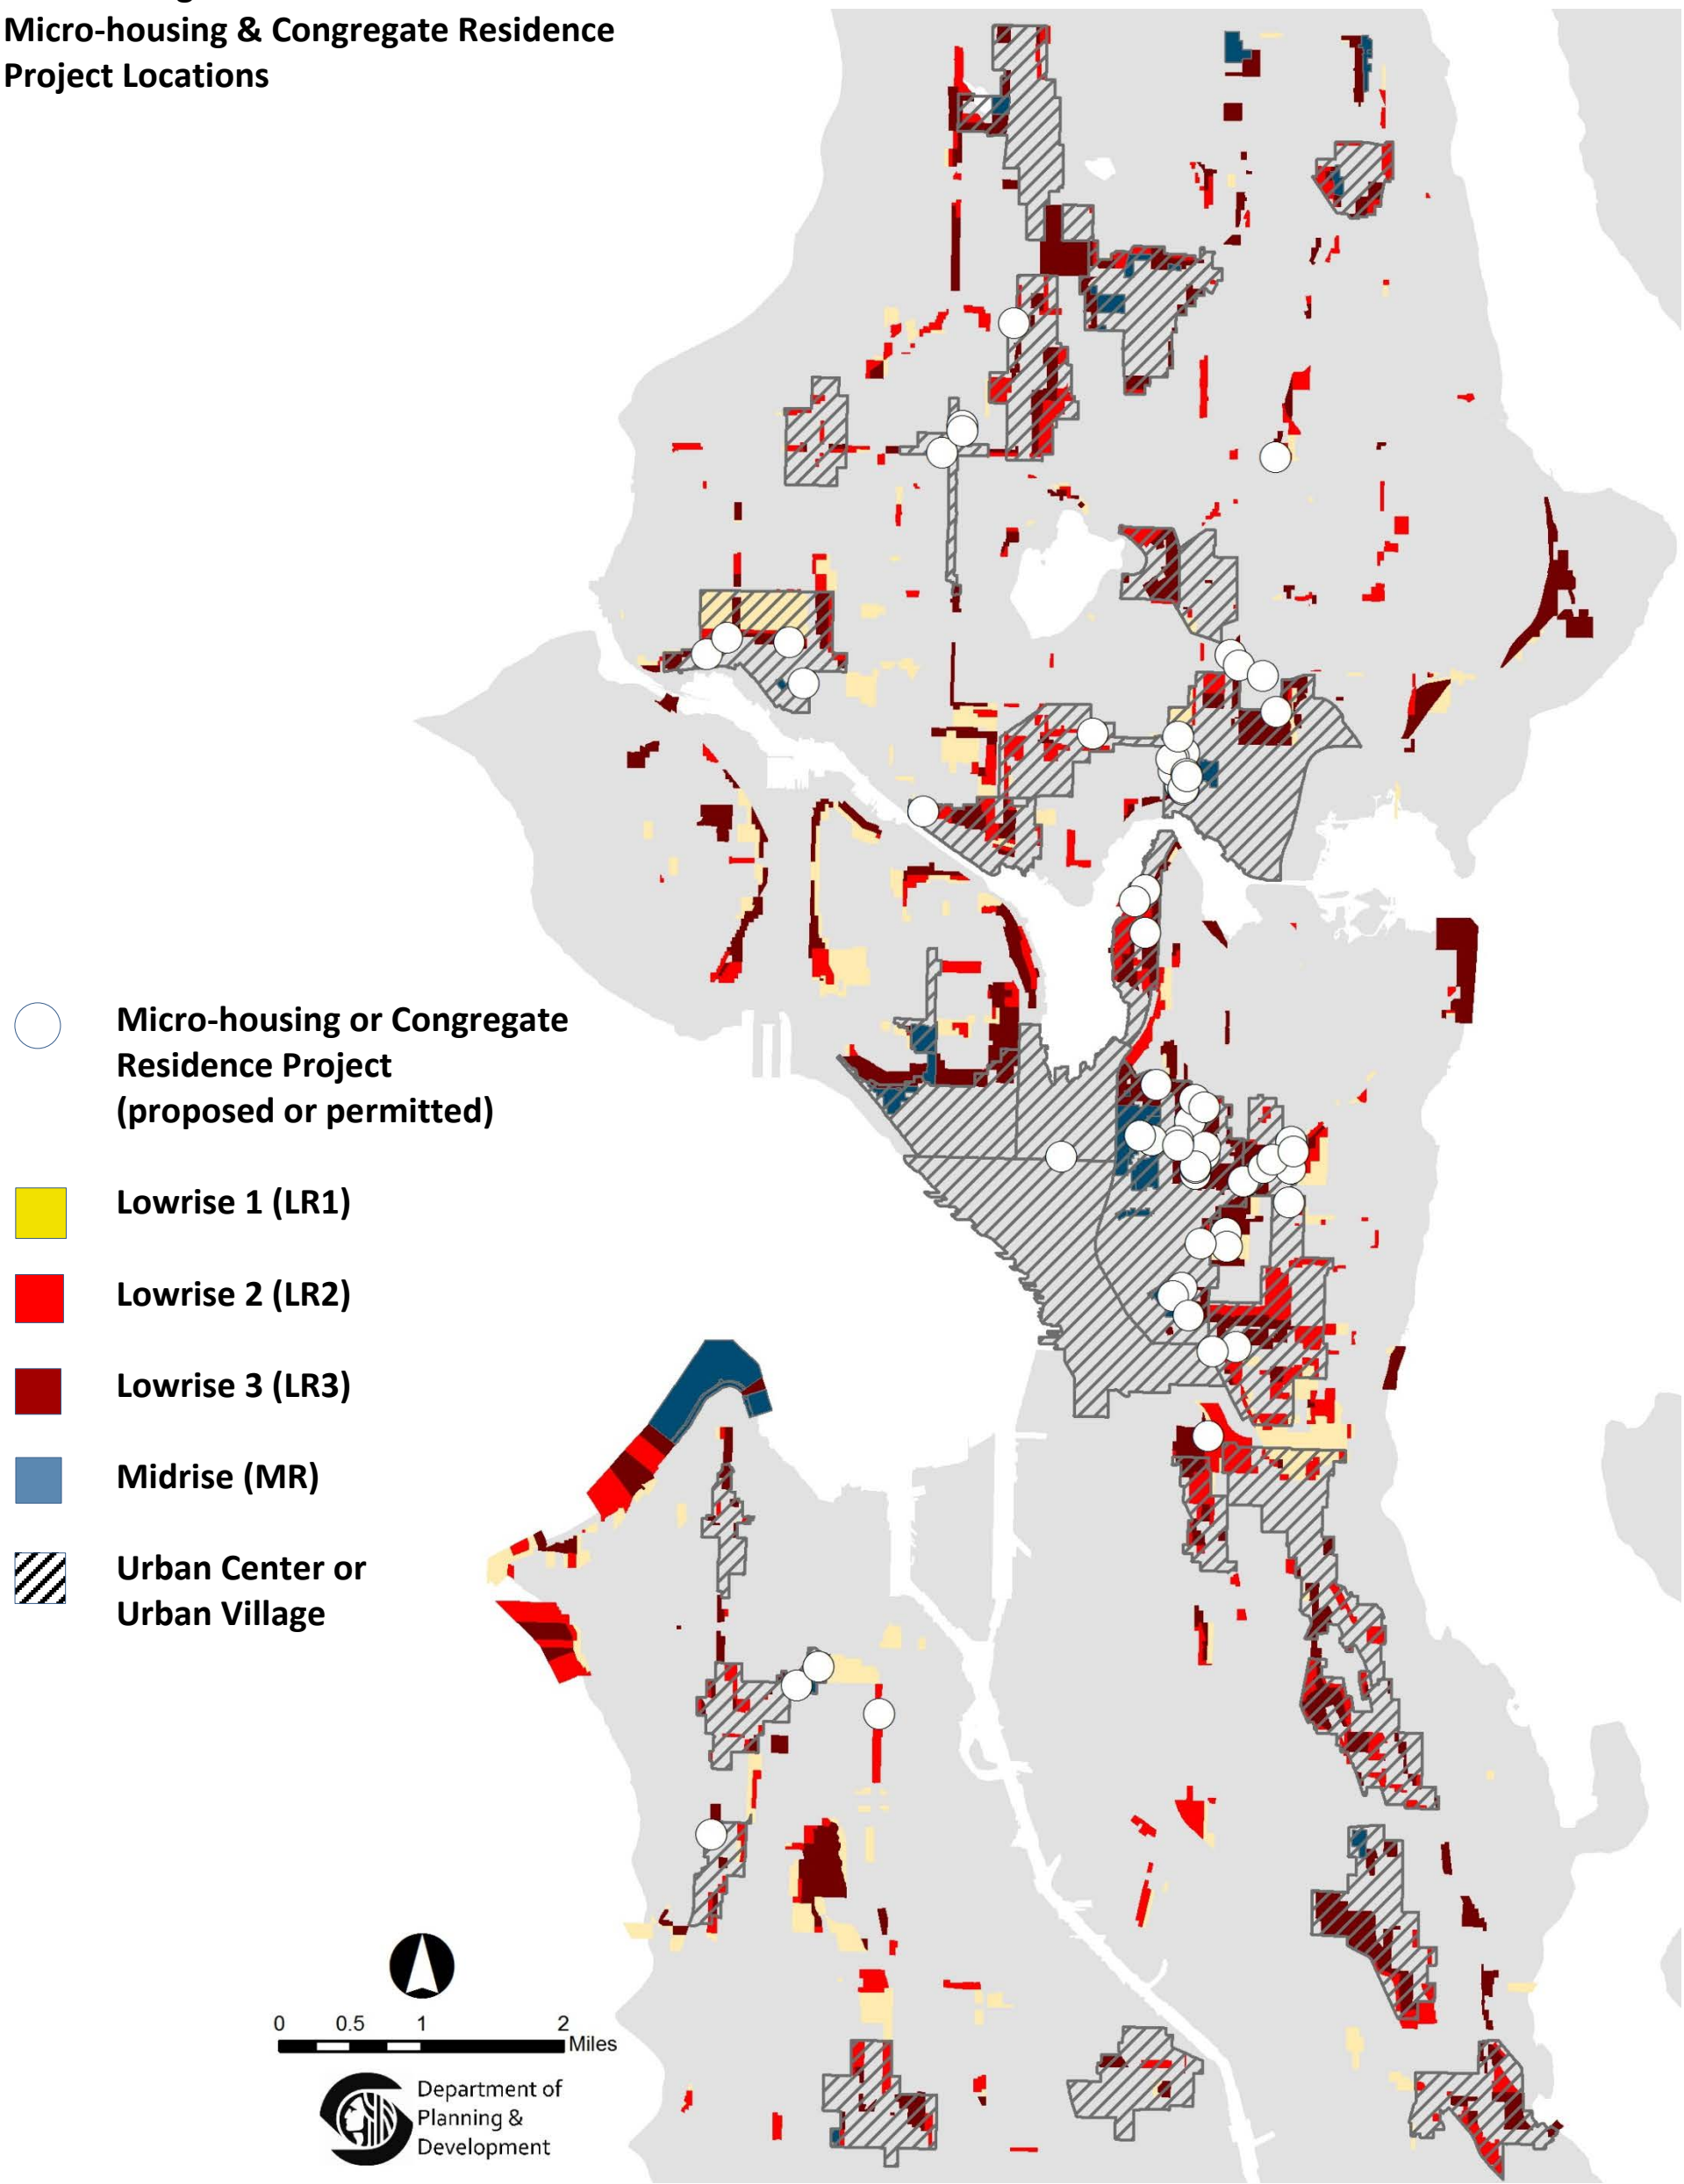 Micro-housing & Congregate Residence
Project Locations
Micro-housing or Congregate
Residence Project
(proposed or permitted)
Lowrise 1 (LR1)
Lowrise 2 (LR2)
Lowrise 3 (LR3)
Midrise (MR)
Urban Center or
Urban Village
0 0.5 1 2
Miles
Department of
Planning &
Development